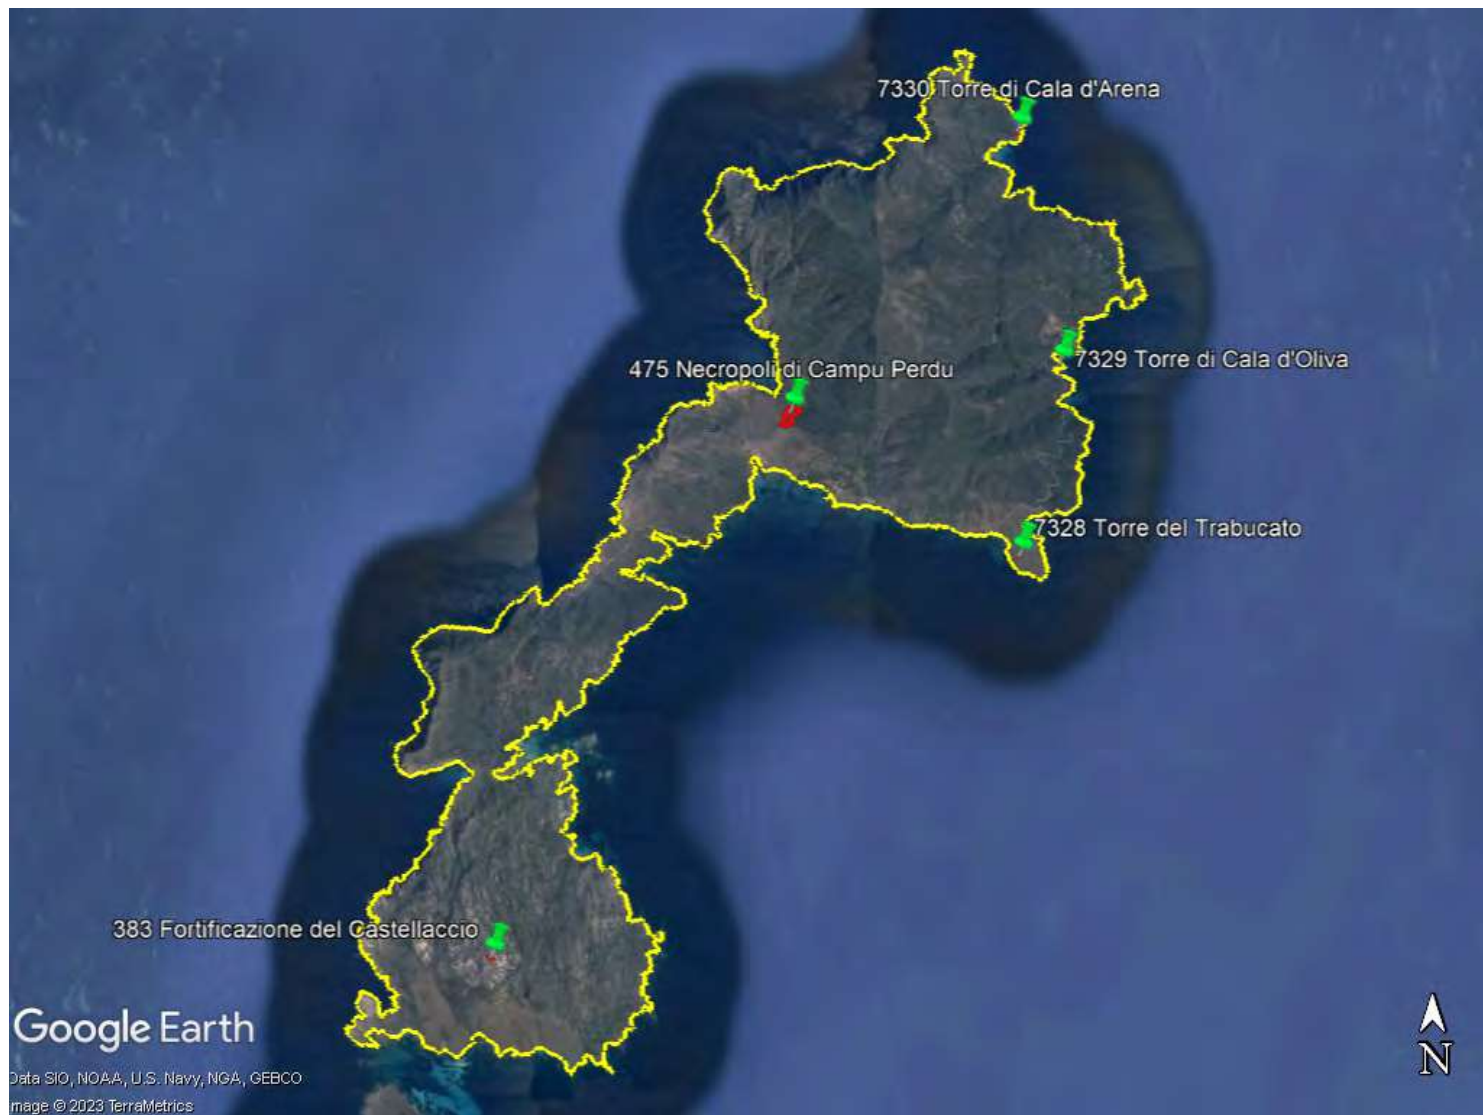 7330 Torre di Cala d'Arena
7329 Torre di Cala d'Oliva
475 Necropoli di Campu Perdu
7328 Torre del Trabucato
383 Fortificazione del Castellaccio
Google Earth
Data SIO, NOAA, U.S. Navy, NGA, GEBCO
mage © 2023 TerraMetrics
N